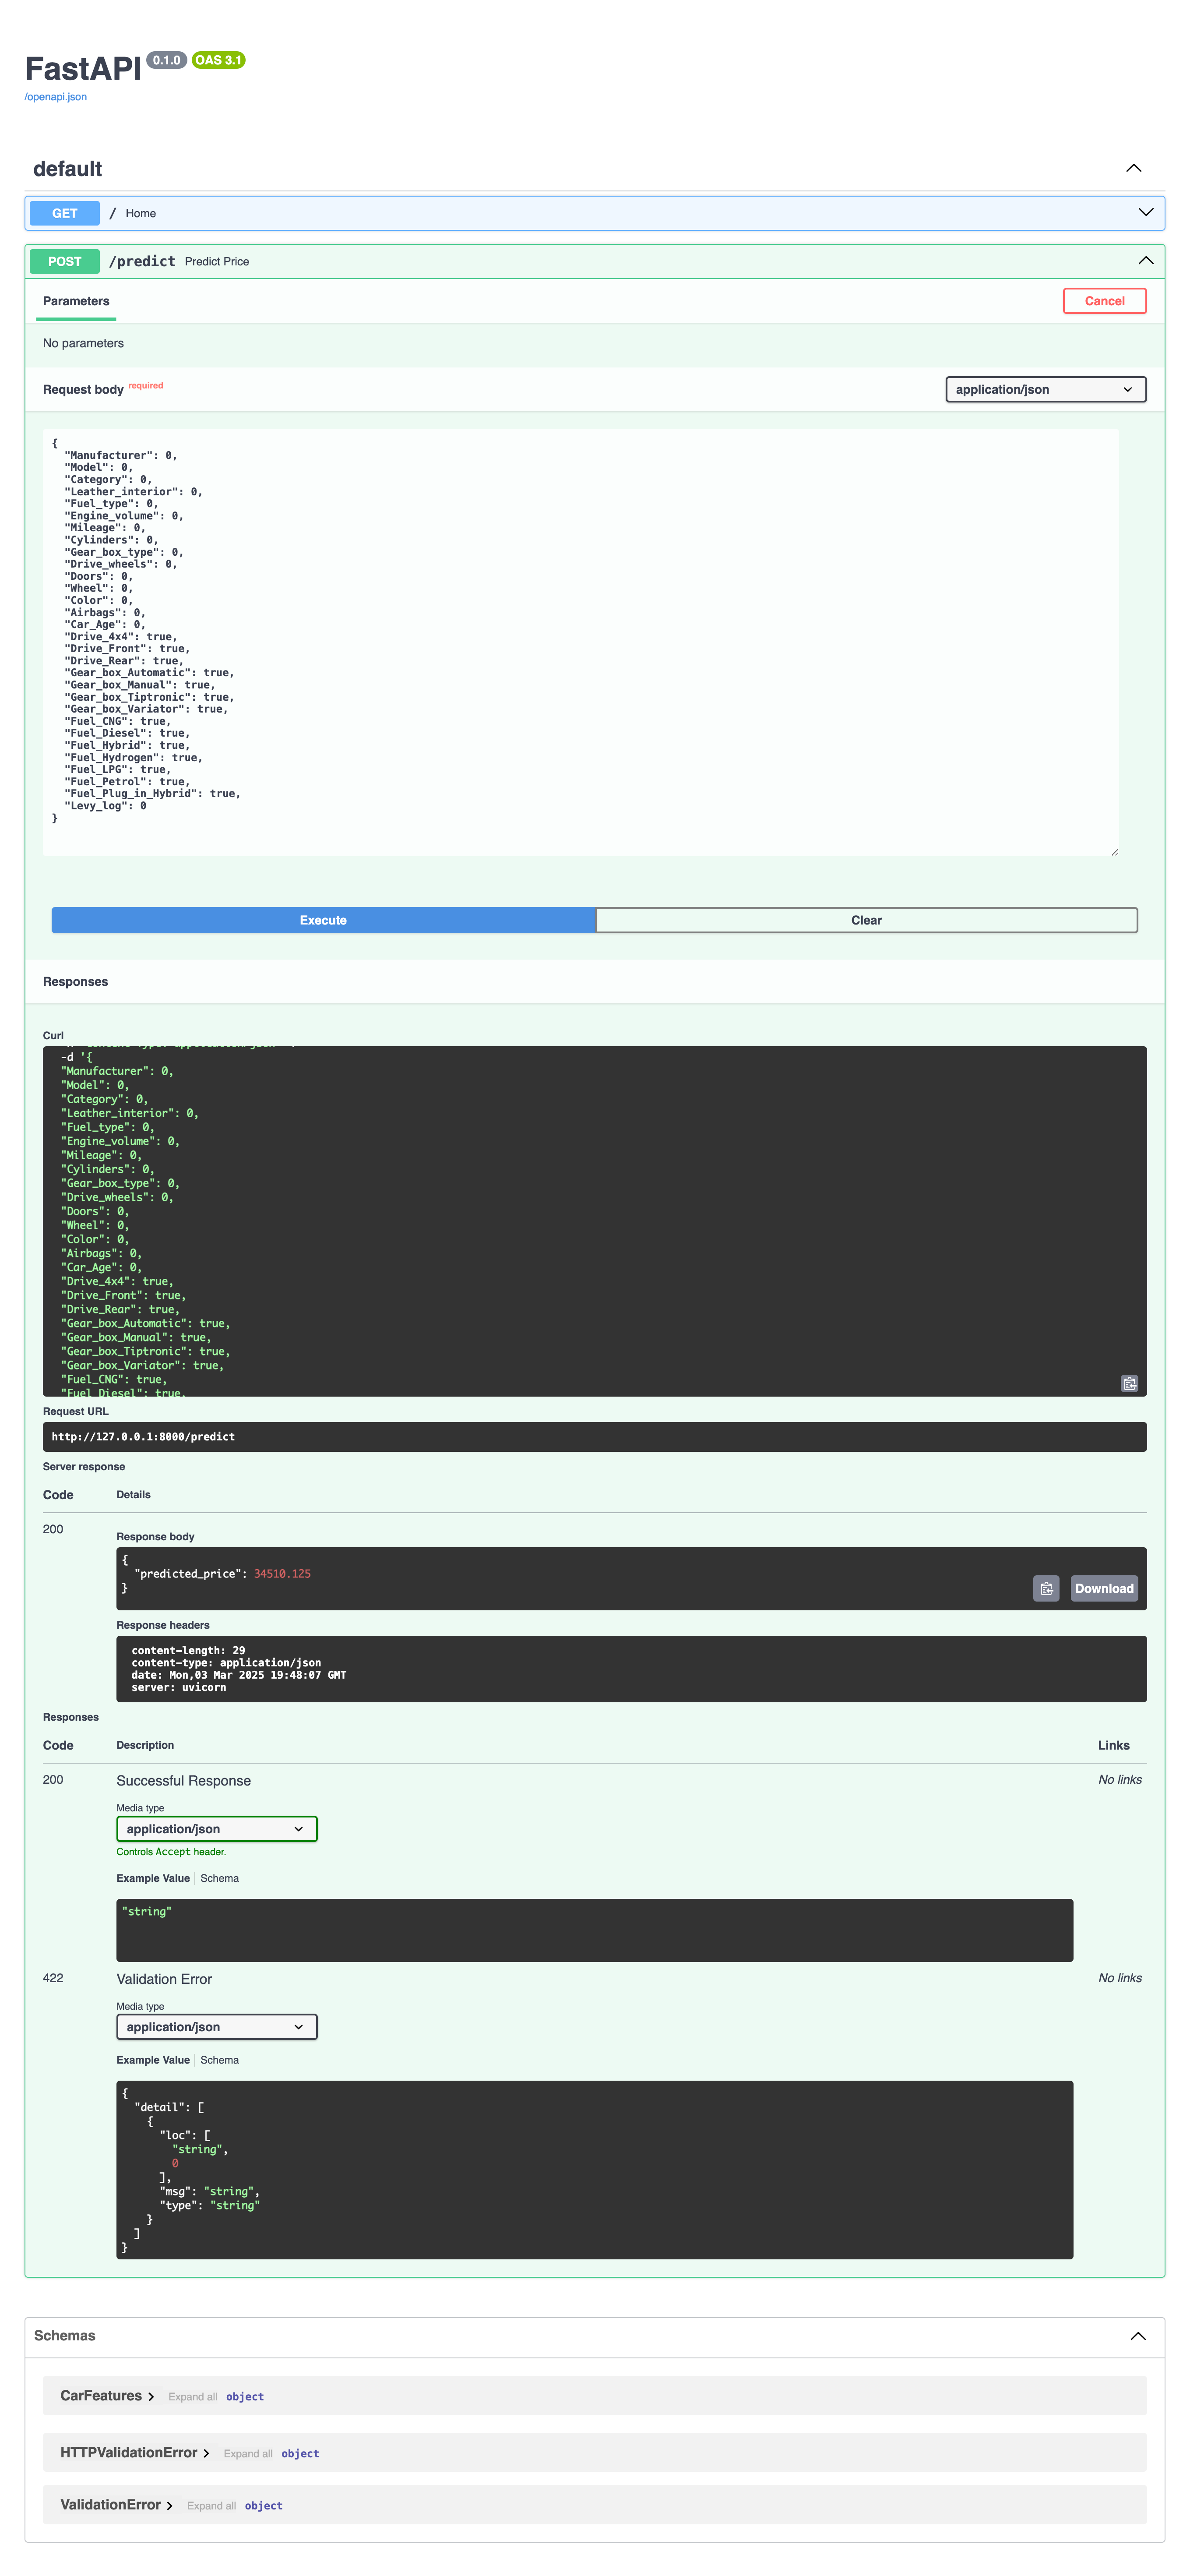 FastAPI 0.1.0 OAS 3.1
/openapi.json
default
GET / Home
POST /predict Predict Price
Parameters
Cancel
No parameters
Request body required
application/json
{
"Manufacturer": 0,
"Model": 0,
"Category": 0,
"Leather_interior": 0,
"Fuel_type": 0,
"Engine_volume": 0,
"Mileage": 0,
"Cylinders": 0,
"Gear_box_type": 0,
"Drive_wheels": 0,
"Doors": 0,
"Wheel": 0,
"Color": 0,
"Airbags": 0,
"Car_Age": 0,
"Drive_4x4": true,
"Drive_Front": true,
"Drive_Rear": true,
"Gear_box_Automatic": true,
"Gear_box_Manual": true,
"Gear_box_Tiptronic": true,
"Gear_box_Variator": true,
"Fuel_CNG": true,
"Fuel_Diesel": true,
"Fuel_Hybrid": true,
"Fuel_Hydrogen": true,
"Fuel_LPG": true,
"Fuel_Petrol": true,
"Fuel_Plug_in_Hybrid": true,
"Levy_log": 0
}
Execute
Clear
Responses
Curl
-d '{
"Manufacturer": 0,
"Model": 0,
"Category": 0,
"Leather_interior": 0,
"Fuel_type": 0,
"Engine_volume": 0,
"Mileage": 0,
"Cylinders": 0,
"Gear_box_type": 0,
"Drive_wheels": 0,
"Doors": 0,
"Wheel": 0,
"Color": 0,
"Airbags": 0,
"Car_Age": 0,
"Drive_4x4": true,
"Drive_Front": true,
"Drive_Rear": true,
"Gear_box_Automatic": true,
"Gear_box_Manual": true,
"Gear_box_Tiptronic": true,
"Gear_box_Variator": true,
"Fuel_CNG": true,
"Fuel_Diesel": true,
Request URL
http://127.0.0.1:8000/predict
Server response
Code Details
200
Response body
{
"predicted_price": 34510.125
}
Download
Response headers
content-length: 29
content-type: application/json
date: Mon,03 Mar 2025 19:48:07 GMT
server: uvicorn
Responses
Code Description Links
200 Successful Response No links
Media type
application/json
Controls Accept header.
Example Value Schema
"string"
422 Validation Error No links
Media type
application/json
Example Value Schema
{
"detail": [
{
"loc": [
"string",
0
],
"msg": "string",
"type": "string"
}
]
}
Schemas
CarFeatures Expand all object
HTTPValidationError Expand all object
ValidationError Expand all object